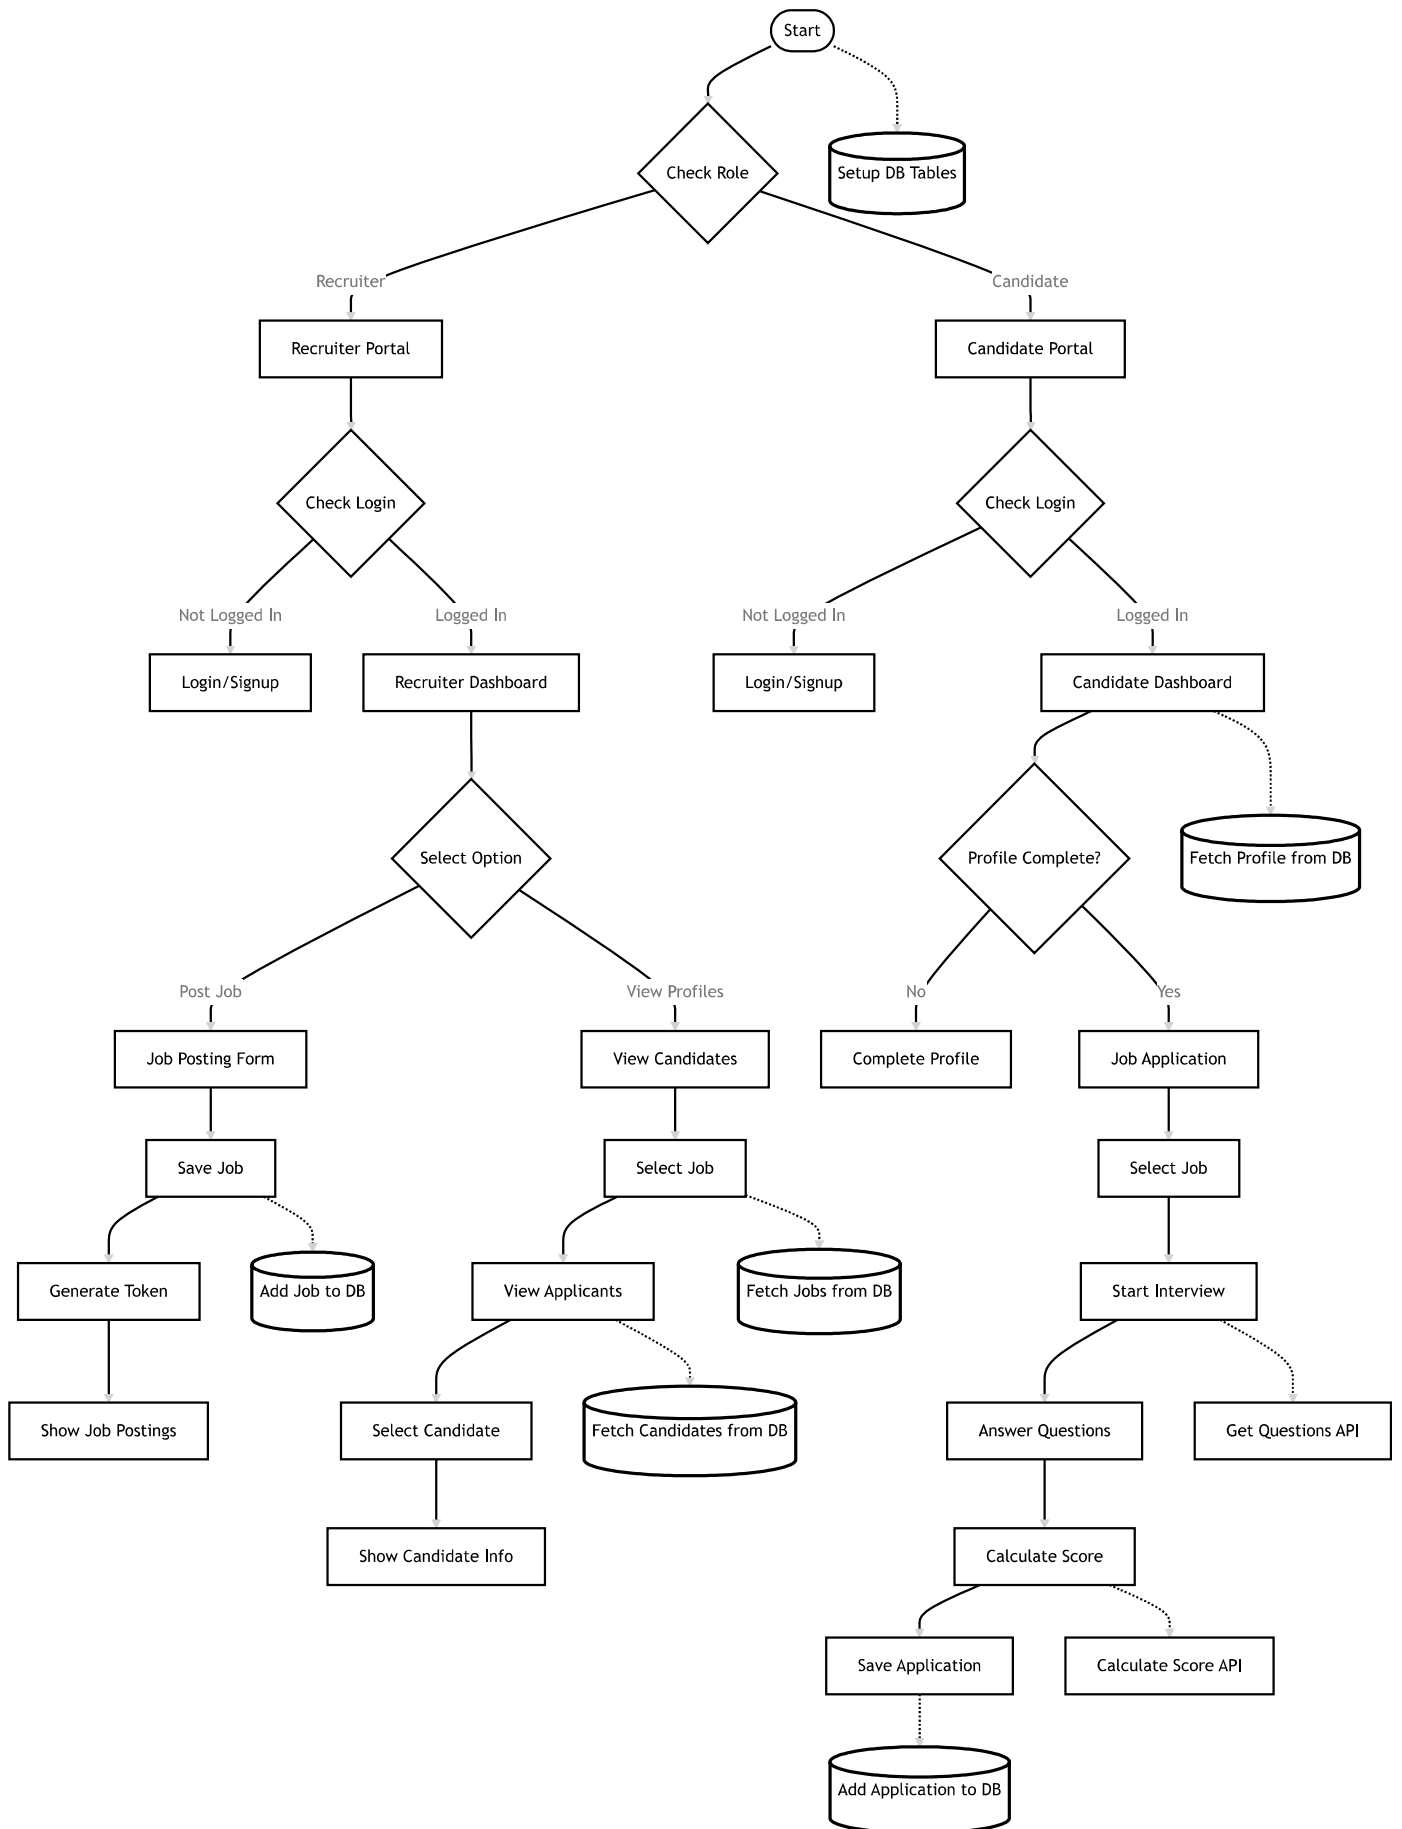 Start
Check Role
Setup DB Tables
Recruiter
Candidate
Recruiter Portal
Candidate Portal
Check Login
Check Login
Not Logged In
Logged In
Not Logged In
Logged In
Login/Signup
Recruiter Dashboard
Login/Signup
Candidate Dashboard
Select Option
Profile Complete?
Fetch Profile from DB
Post Job
View Profiles
No
Yes
Job Posting Form
View Candidates
Complete Profile
Job Application
Save Job
Select Job
Select Job
Generate Token
Add Job to DB
View Applicants
Fetch Jobs from DB
Start Interview
Show Job Postings
Select Candidate
Fetch Candidates from DB
Answer Questions
Get Questions API
Show Candidate Info
Calculate Score
Save Application
Calculate Score API
Add Application to DB